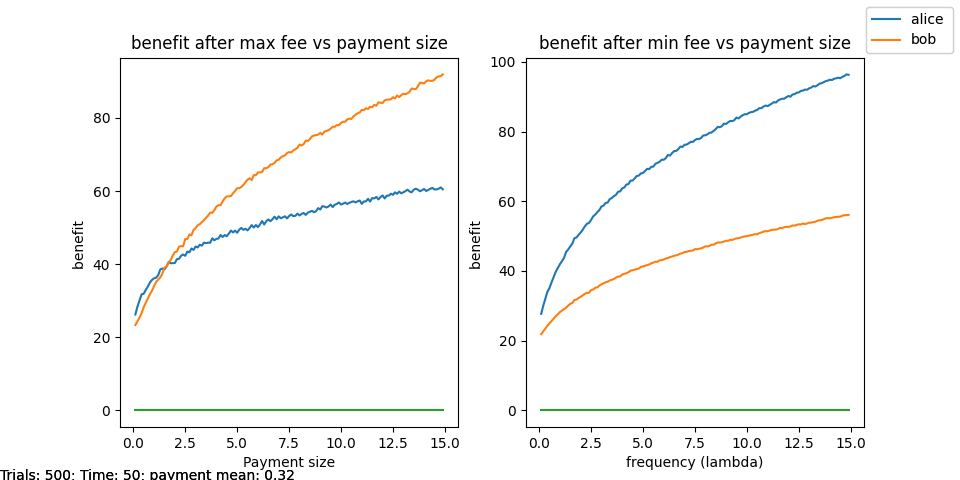 alice
bob
benefit after max fee vs payment size
benefit after min fee vs payment size
benefit
80
60
40
20
0
0.0 2.5 5.0 7.5 10.0 12.5 15.0
Payment size
benefit
100
80
60
40
20
0
0.0 2.5 5.0 7.5 10.0 12.5 15.0
frequency (lambda)
Trials: 500; Time: 50; payment mean: 0.32